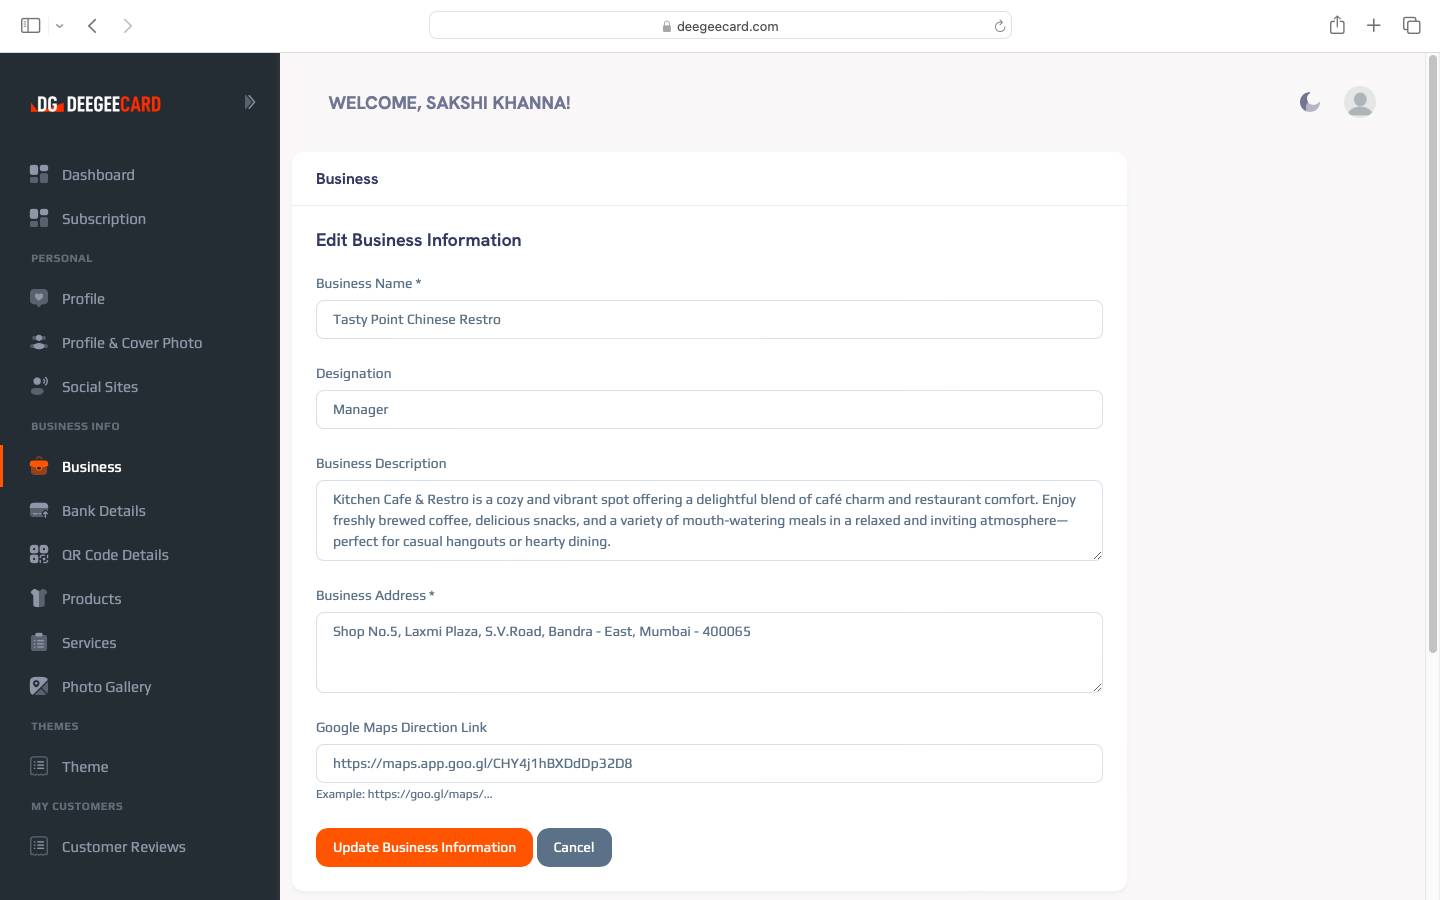 deegeecard.com
DG DEEGEECARD
WELCOME, SAKSHI KHANNA!
Dashboard
Subscription
PERSONAL
Profile
Profile & Cover Photo
Social Sites
BUSINESS INFO
Business
Bank Details
QR Code Details
Products
Services
Photo Gallery
THEMES
Theme
MY CUSTOMERS
Customer Reviews
Business
Edit Business Information
Business Name *
Tasty Point Chinese Restro
Designation
Manager
Business Description
Kitchen Cafe & Restro is a cozy and vibrant spot offering a delightful blend of café charm and restaurant comfort. Enjoy
freshly brewed coffee, delicious snacks, and a variety of mouth-watering meals in a relaxed and inviting atmosphere—
perfect for casual hangouts or hearty dining.
Business Address *
Shop No.5, Laxmi Plaza, S.V.Road, Bandra - East, Mumbai - 400065
Google Maps Direction Link
https://maps.app.goo.gl/CHY4j1hBXDdDp32D8
Example: https://goo.gl/maps/...
Update Business Information
Cancel